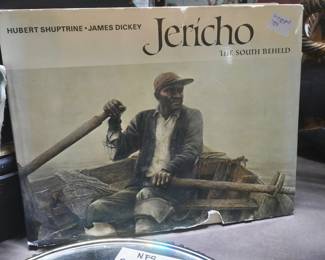 HUBERT SHUPTRINE • JAMES DICKEY
Jericho
THE SOUTH BEHELD